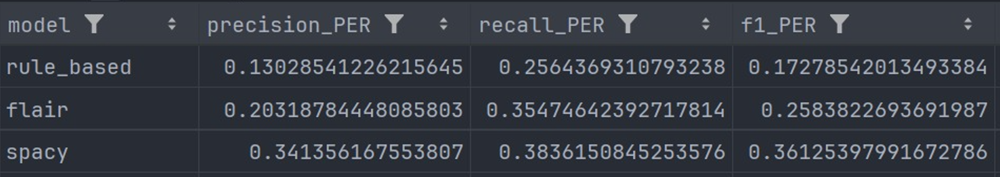 model precision_PER recall_PER f1_PER
rule_based 0.13028541226215645 0.2564369310793238 0.17278542013493384
flair 0.20318784448085803 0.35474642392717814 0.2583822693691987
spacy 0.341356167553807 0.3836150845253576 0.36125397991672786